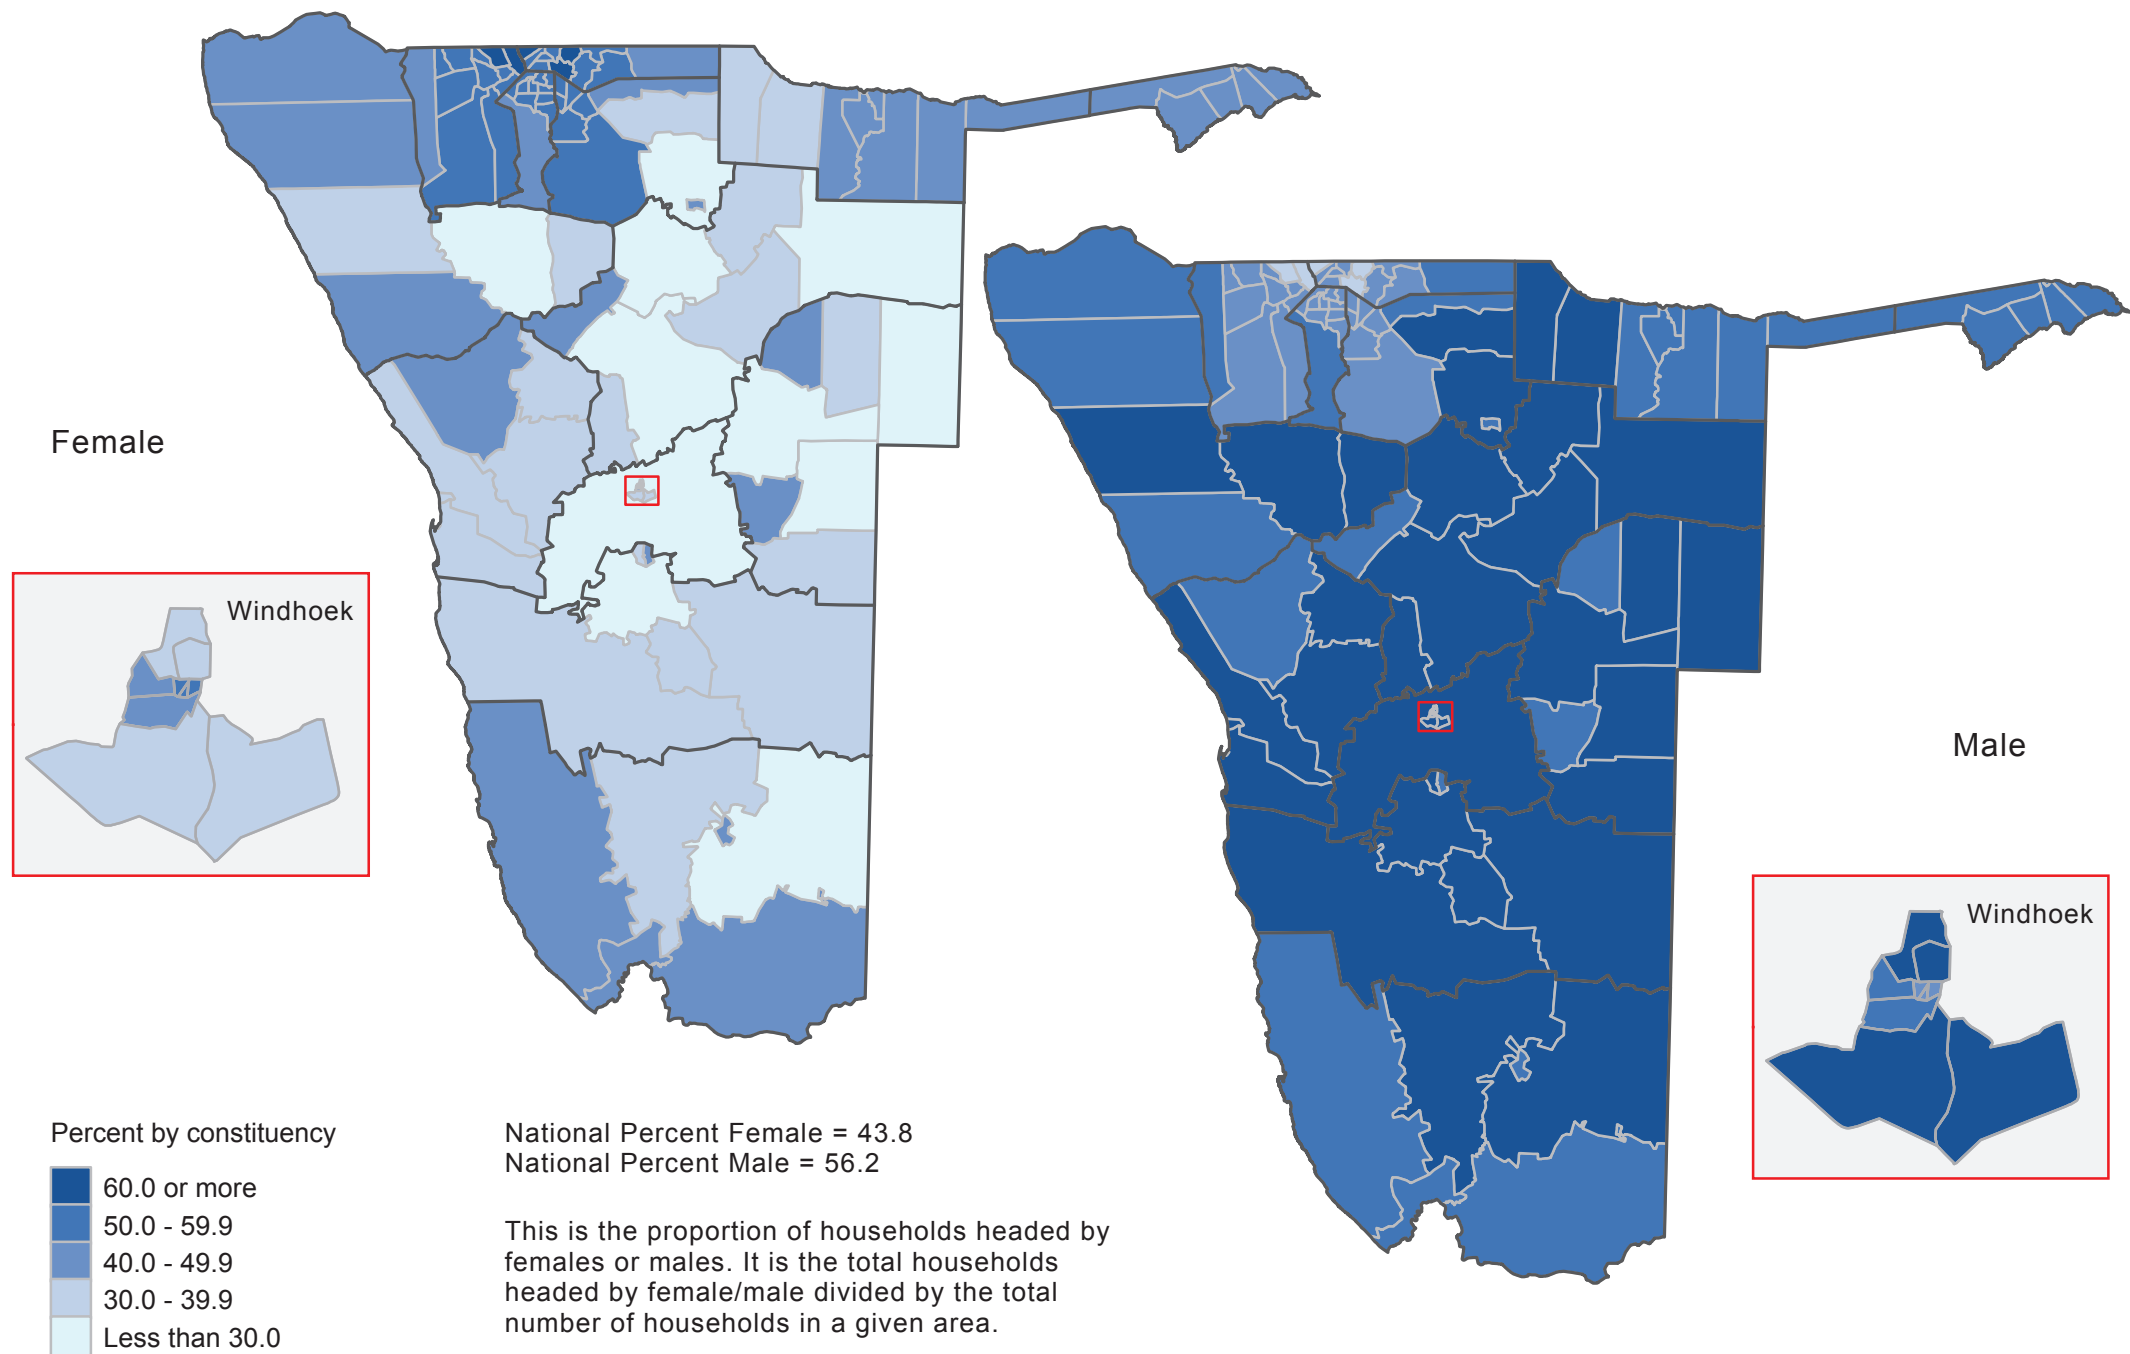 Female
Windhoek
Male
Windhoek
Percent by constituency
60.0 or more
50.0 - 59.9
40.0 - 49.9
30.0 - 39.9
Less than 30.0
National Percent Female = 43.8
National Percent Male = 56.2
This is the proportion of households headed by
females or males. It is the total households
headed by female/male divided by the total
number of households in a given area.